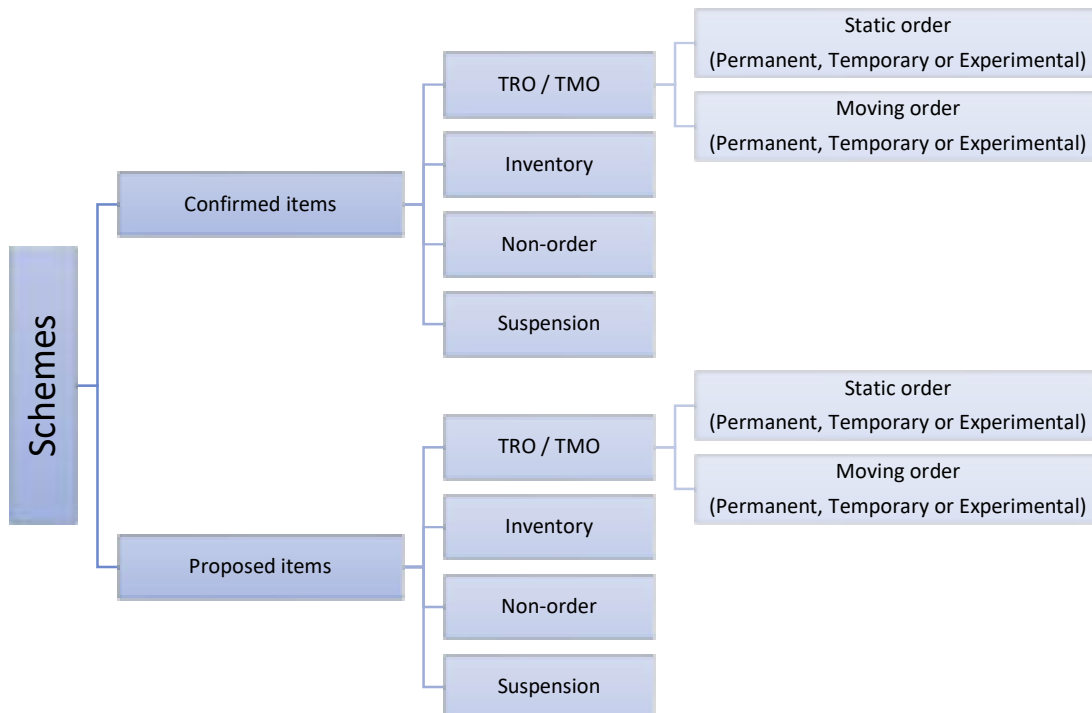 Schemes
Confirmed items
TRO / TMO
Static order
(Permanent, Temporary or Experimental)
Moving order
(Permanent, Temporary or Experimental)
Inventory
Non-order
Suspension
Proposed items
TRO / TMO
Static order
(Permanent, Temporary or Experimental)
Moving order
(Permanent, Temporary or Experimental)
Inventory
Non-order
Suspension